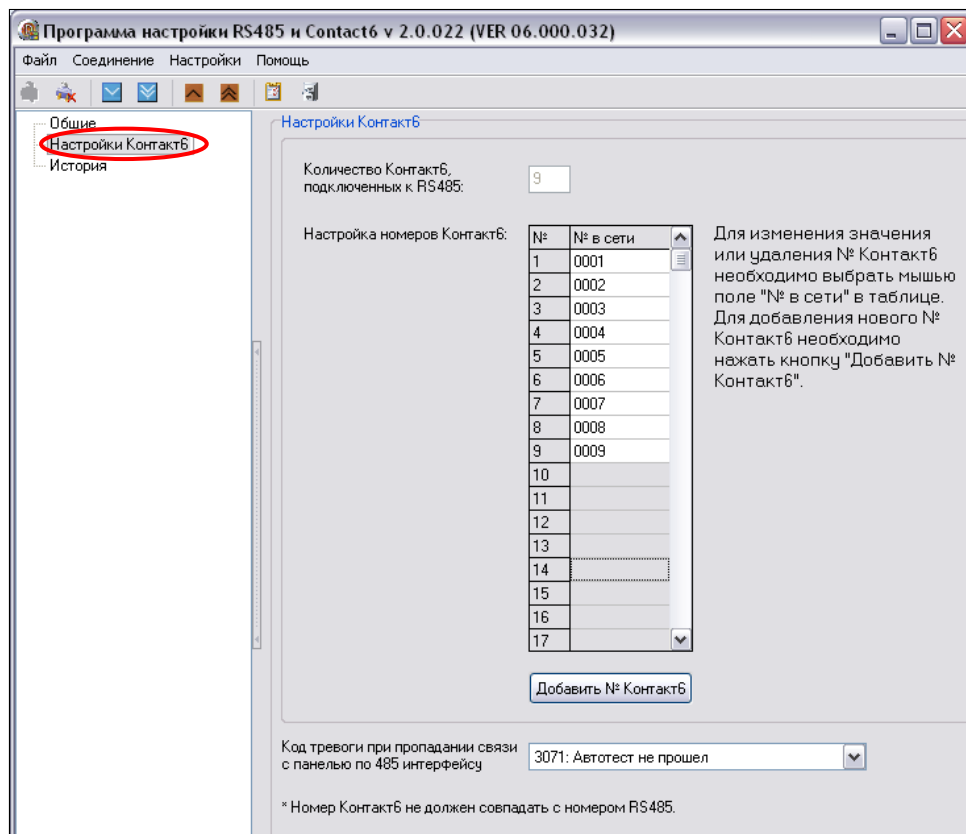 Программа настройки RS485 и Contact6 v 2.0.022 (VER 06.000.032)
Файл Соединение Настройки Помощь
Общие
Настройки Контакт6
История
Настройки Контакт6
Количество Контакт6,
подключенных к RS485:
9
Настройка номеров Контакт6:
№ № в сети
1 0001
2 0002
3 0003
4 0004
5 0005
6 0006
7 0007
8 0008
9 0009
10
11
12
13
14
15
16
17
Для изменения значения
или удаления № Контакт6
необходимо выбрать мышью
поле "№ в сети" в таблице.
Для добавления нового №
Контакт6 необходимо
нажать кнопку "Добавить №
Контакт6".
Добавить № Контакт6
Код тревоги при пропадании связи
с панелью по 485 интерфейсу
3071: Автотест не прошел
* Номер Контакт6 не должен совпадать с номером RS485.